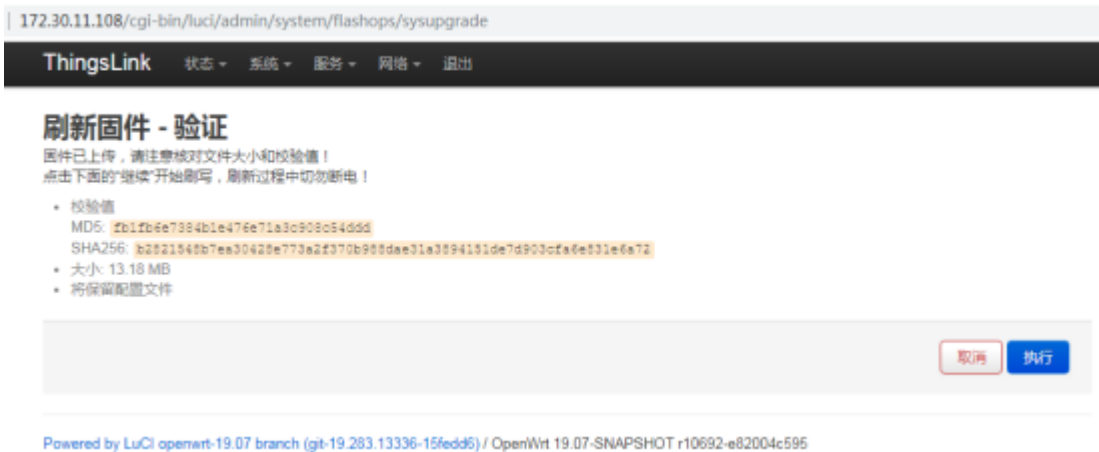 172.30.11.108/cgi-bin/luci/admin/system/flashops/sysupgrade
ThingsLink 状态 系统 服务 网络 退出
刷新固件 - 验证
固件已上传，请注意核对文件大小和校验值！
点击下面的“继续”开始刷写，刷新过程中切勿断电！
• 校验值
MD5: fb1fb6e7384b1e476e71a3c908c54ddd
SHA256: b2821548b7ea30428e773a2f370b988dae31a3894151de7d903cfa6e831e6a72
• 大小: 13.18 MB
• 将保留配置文件
取消 执行
Powered by LuCI openwrt-19.07 branch (git-19.283.13336-15fedd6) / OpenWrt 19.07-SNAPSHOT r10692-e82004c595